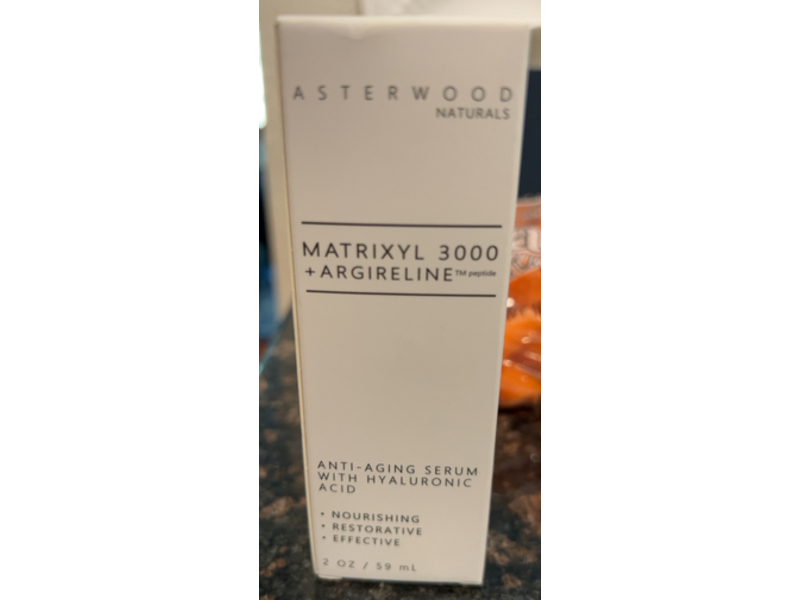 ASTERWOOD
NATURALS
MATRIXYL 3000
+ARGIRELINE™ peptide
ANTI-AGING SERUM
WITH HYALURONIC
ACID
• NOURISHING
• RESTORATIVE
• EFFECTIVE
2 OZ / 59 mL